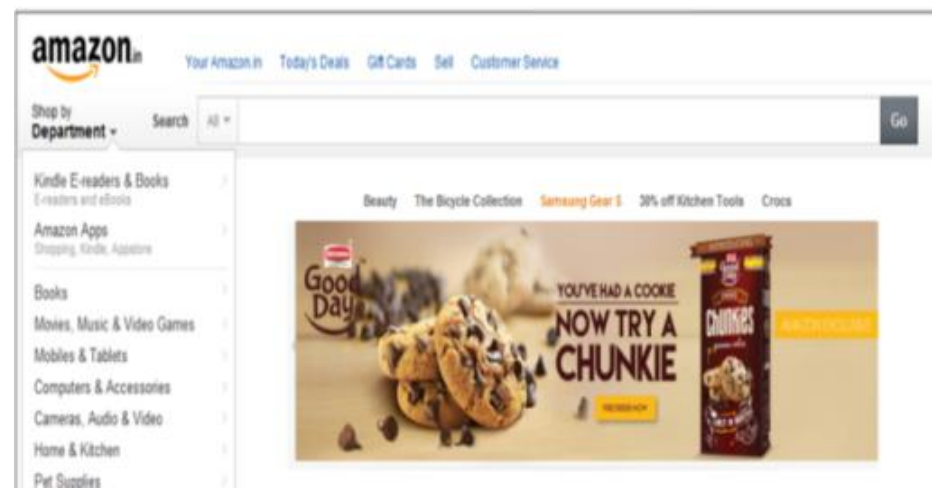 amazon.in
Your Amazon.in Today's Deals Gift Cards Sell Customer Service
Shop by
Department
Search All Go
Kindle E-readers & Books
E-readers and eBooks
Amazon Apps
Shopping, Kindle, Appstore
Books
Movies, Music & Video Games
Mobiles & Tablets
Computers & Accessories
Cameras, Audio & Video
Home & Kitchen
Pet Supplies
Beauty The Bicycle Collection Samsung Gear S 38% off Kitchen Tools Crocs
Good
Day
YOU'VE HAD A COOKIE
NOW TRY A
CHUNKIE
AMAZON EXCLUSIVE
Good
Day
Chunkies